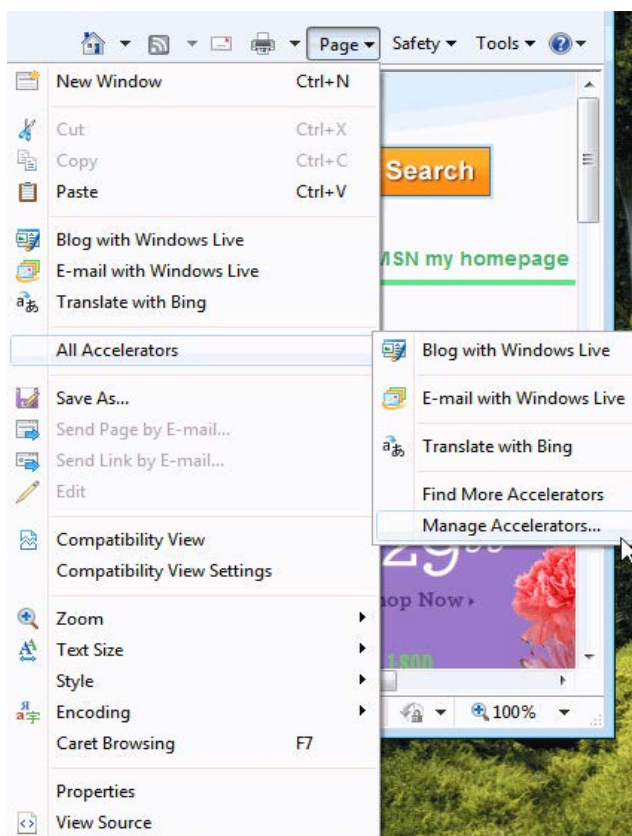 Page Safety Tools
New Window Ctrl+N
Cut Ctrl+X
Copy Ctrl+C
Paste Ctrl+V
Blog with Windows Live
E-mail with Windows Live
Translate with Bing
All Accelerators
Save As...
Send Page by E-mail...
Send Link by E-mail...
Edit
Compatibility View
Compatibility View Settings
Zoom
Text Size
Style
Encoding
Caret Browsing F7
Properties
View Source
Search
MSN my homepage
Blog with Windows Live
E-mail with Windows Live
Translate with Bing
Find More Accelerators
Manage Accelerators...
29
hop Now
1800
100%